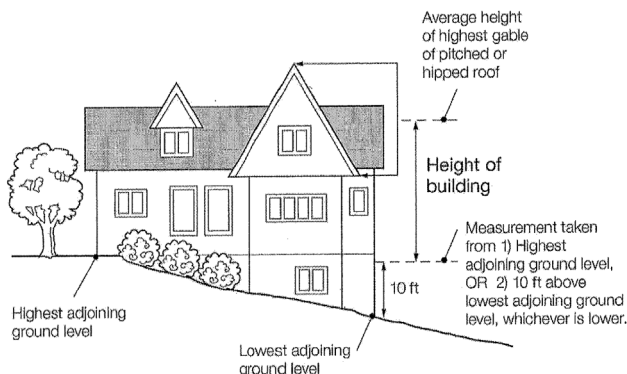 Average height
of highest gable
of pitched or
hipped roof
Height of
building
Measurement taken
from 1) Highest
adjoining ground level,
OR 2) 10 ft above
lowest adjoining ground
level, whichever is lower.
10 ft
Highest adjoining
ground level
Lowest adjoining
ground level